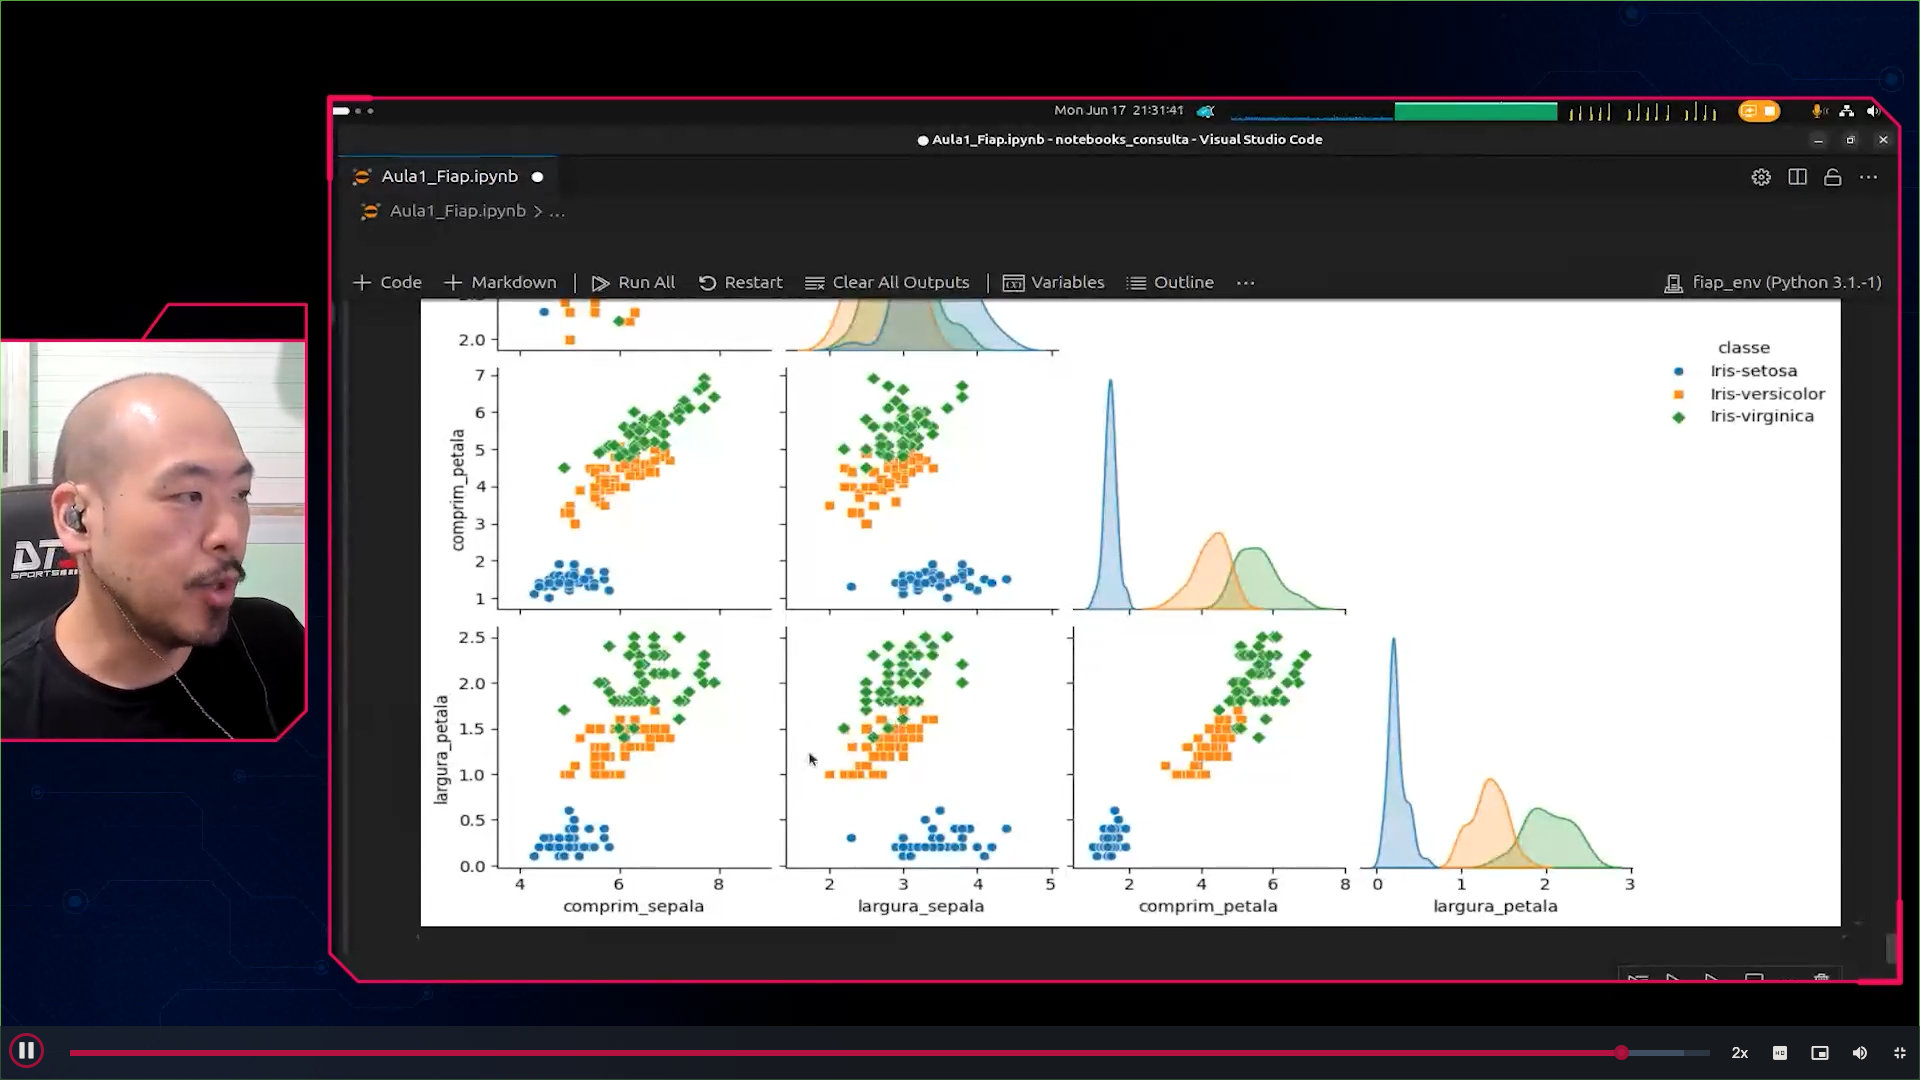 Mon Jun 17 21:31:41
Aula1_Fiap.ipynb - notebooks_consulta - Visual Studio Code
Aula1_Fiap.ipynb
Aula1_Fiap.ipynb > ...
+ Code + Markdown | Run All Restart Clear All Outputs | Variables Outline ...
fiap_env (Python 3.1.-1)
2.0
classe
Iris-setosa
Iris-versicolor
Iris-virginica
7
6
5
4
3
2
1
comprim_petala
2.5
2.0
1.5
1.0
0.5
0.0
largura_petala
4 6 8 2 3 4 5 2 4 6 8 0 1 2 3
comprim_sepala largura_sepala comprim_petala largura_petala
DT3
SPORTS
2x
HD